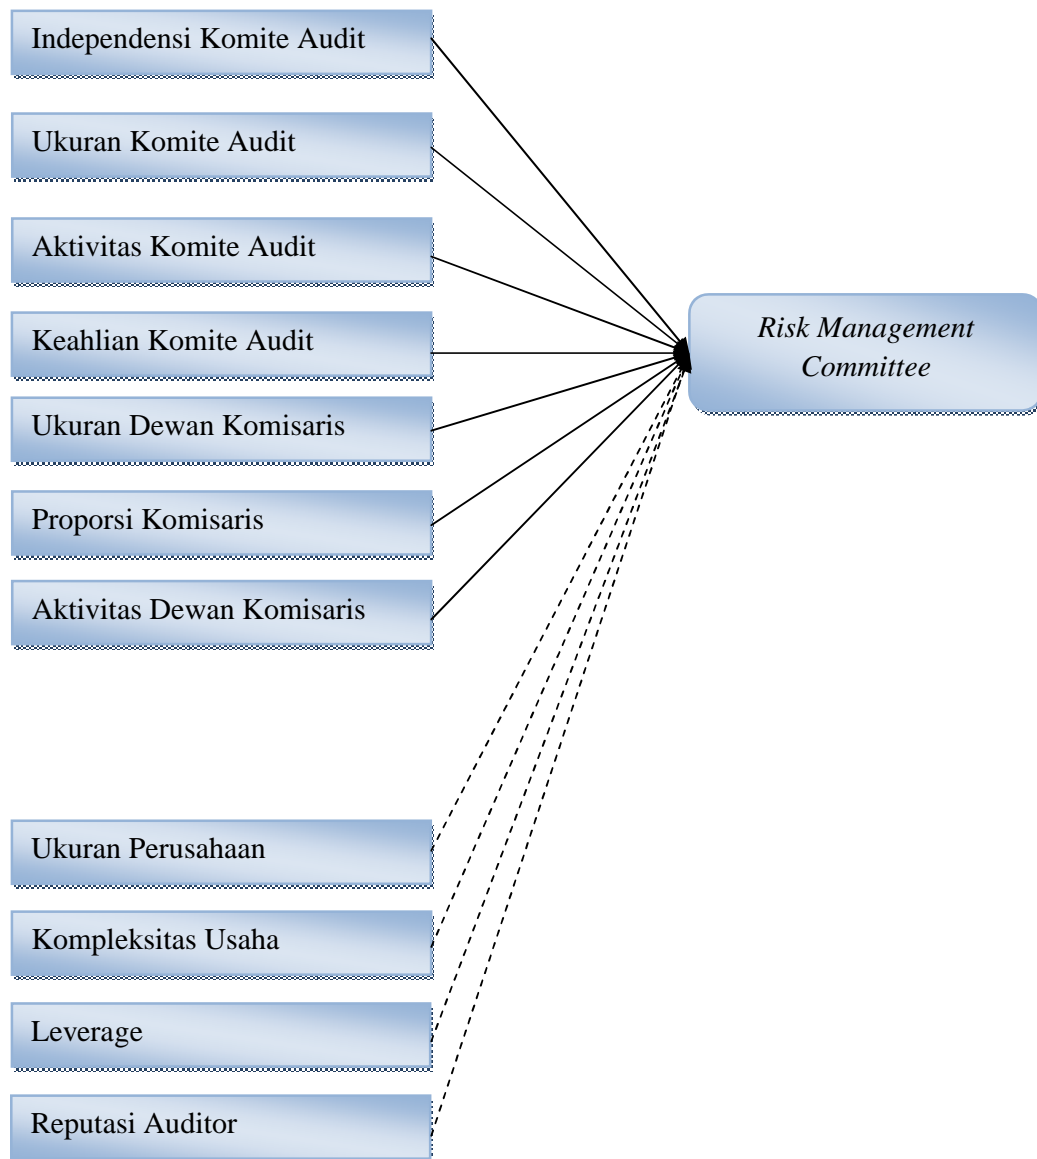 Independensi Komite Audit
Ukuran Komite Audit
Aktivitas Komite Audit
Keahlian Komite Audit
Ukuran Dewan Komisaris
Proporsi Komisaris
Aktivitas Dewan Komisaris
Risk Management
Committee
Ukuran Perusahaan
Kompleksitas Usaha
Leverage
Reputasi Auditor